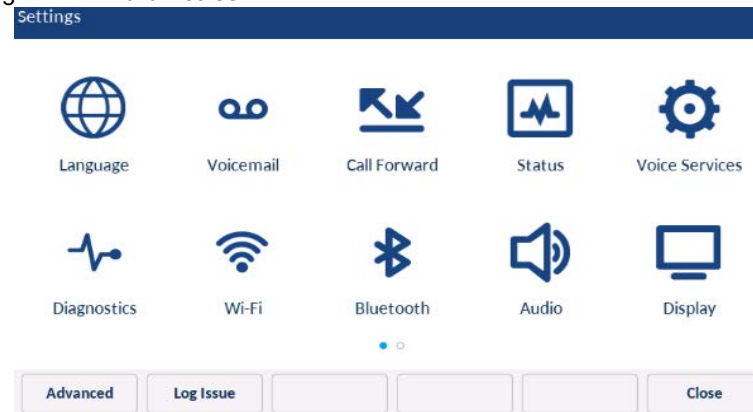 Settings
Language Voicemail Call Forward Status Voice Services
Diagnostics Wi-Fi Bluetooth Audio Display
Advanced Log Issue Close